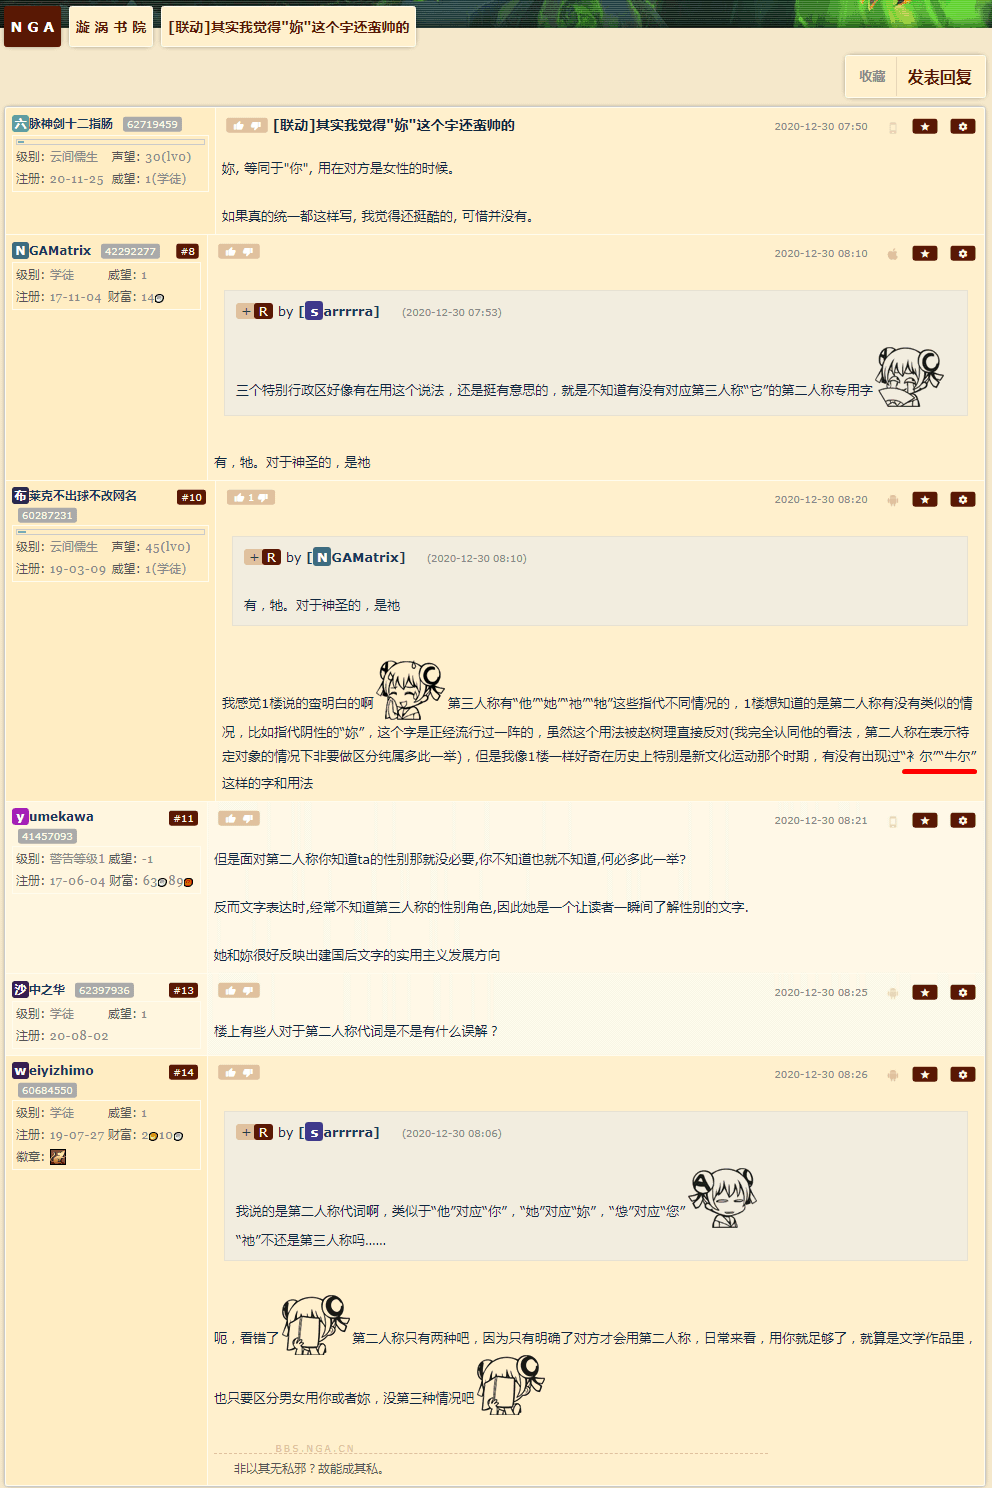 NGA 漩涡书院 [联动]其实我觉得"妳"这个字还蛮帅的
收藏 发表回复
六脉神剑十二指肠 62719459
级别: 云间儒生 声望: 30(lv0)
注册: 20-11-25 威望: 1(学徒)
[联动]其实我觉得"妳"这个字还蛮帅的 2020-12-30 07:50
妳, 等同于"你", 用在对方是女性的时候。
如果真的统一都这样写, 我觉得还挺酷的, 可惜并没有。
NGAMatrix 42292277 #8
级别: 学徒 威望: 1
注册: 17-11-04 财富: 14
2020-12-30 08:10
+ R by [sarrrrra] (2020-12-30 07:53)
三个特别行政区好像有在用这个说法，还是挺有意思的，就是不知道有没有对应第三人称“它”的第二人称专用字
有，牠。对于神圣的，是祂
布莱克不出球不改网名 #10
60287231
级别: 云间儒生 声望: 45(lv0)
注册: 19-03-09 威望: 1(学徒)
1 2020-12-30 08:20
+ R by [NGAMatrix] (2020-12-30 08:10)
有，牠。对于神圣的，是祂
我感觉1楼说的蛮明白的啊 第三人称有“他”“她”“祂”“牠”这些指代不同情况的，1楼想知道的是第二人称有没有类似的情
况，比如指代阴性的“妳”，这个字是正经流行过一阵的，虽然这个用法被赵树理直接反对(我完全认同他的看法，第二人称在表示特
定对象的情况下非要做区分纯属多此一举)，但是我像1楼一样好奇在历史上特别是新文化运动那个时期，有没有出现过“礻尔”“牛尔”
这样的字和用法
yumekawa #11
41457093
级别: 警告等级1 威望: -1
注册: 17-06-04 财富: 63 89
2020-12-30 08:21
但是面对第二人称你知道ta的性别那就没必要,你不知道也就不知道,何必多此一举?
反而文字表达时,经常不知道第三人称的性别角色,因此她是一个让读者一瞬间了解性别的文字.
她和妳很好反映出建国后文字的实用主义发展方向
沙中之华 62397936 #13
级别: 学徒 威望: 1
注册: 20-08-02
2020-12-30 08:25
楼上有些人对于第二人称代词是不是有什么误解？
weiyizhimo #14
60684550
级别: 学徒 威望: 1
注册: 19-07-27 财富: 2 10
徽章:
2020-12-30 08:26
+ R by [sarrrrra] (2020-12-30 08:06)
我说的是第二人称代词啊，类似于“他”对应“你”，“她”对应“妳”，“怹”对应“您”
“祂”不还是第三人称吗……
呃，看错了 第二人称只有两种吧，因为只有明确了对方才会用第二人称，日常来看，用你就足够了，就算是文学作品里，
也只要区分男女用你或者妳，没第三种情况吧
BBS.NGA.CN
非以其无私邪？故能成其私。